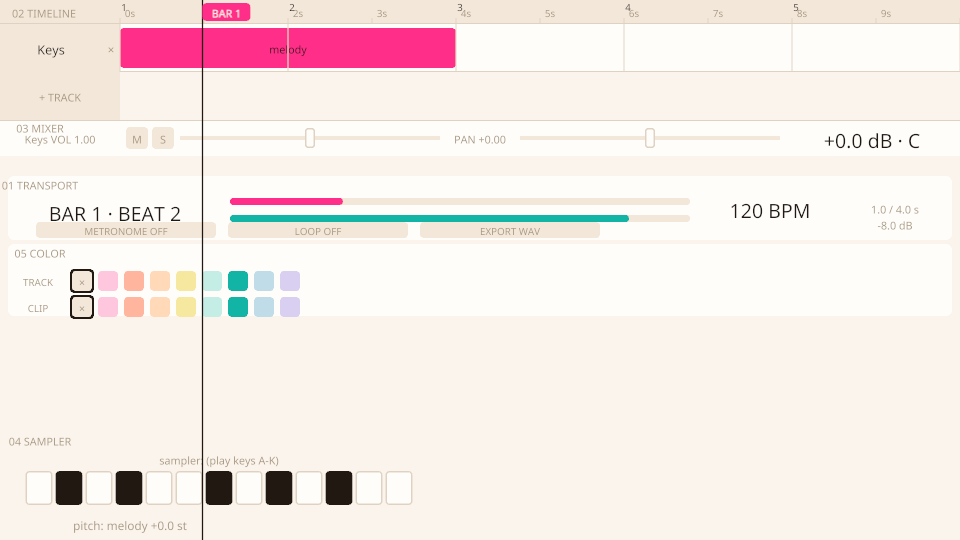 1 2 3 4 5
02 TIMELINE 0s BAR 1 2s 3s 4s 5s 6s 7s 8s 9s
Keys × melody
+ TRACK
03 MIXER
Keys VOL 1.00 M S PAN +0.00 +0.0 dB · C
01 TRANSPORT
BAR 1 · BEAT 2 120 BPM 1.0 / 4.0 s
-8.0 dB
METRONOME OFF LOOP OFF EXPORT WAV
05 COLOR
TRACK ×
CLIP ×
04 SAMPLER
sampler (play keys A-K)
pitch: melody +0.0 st